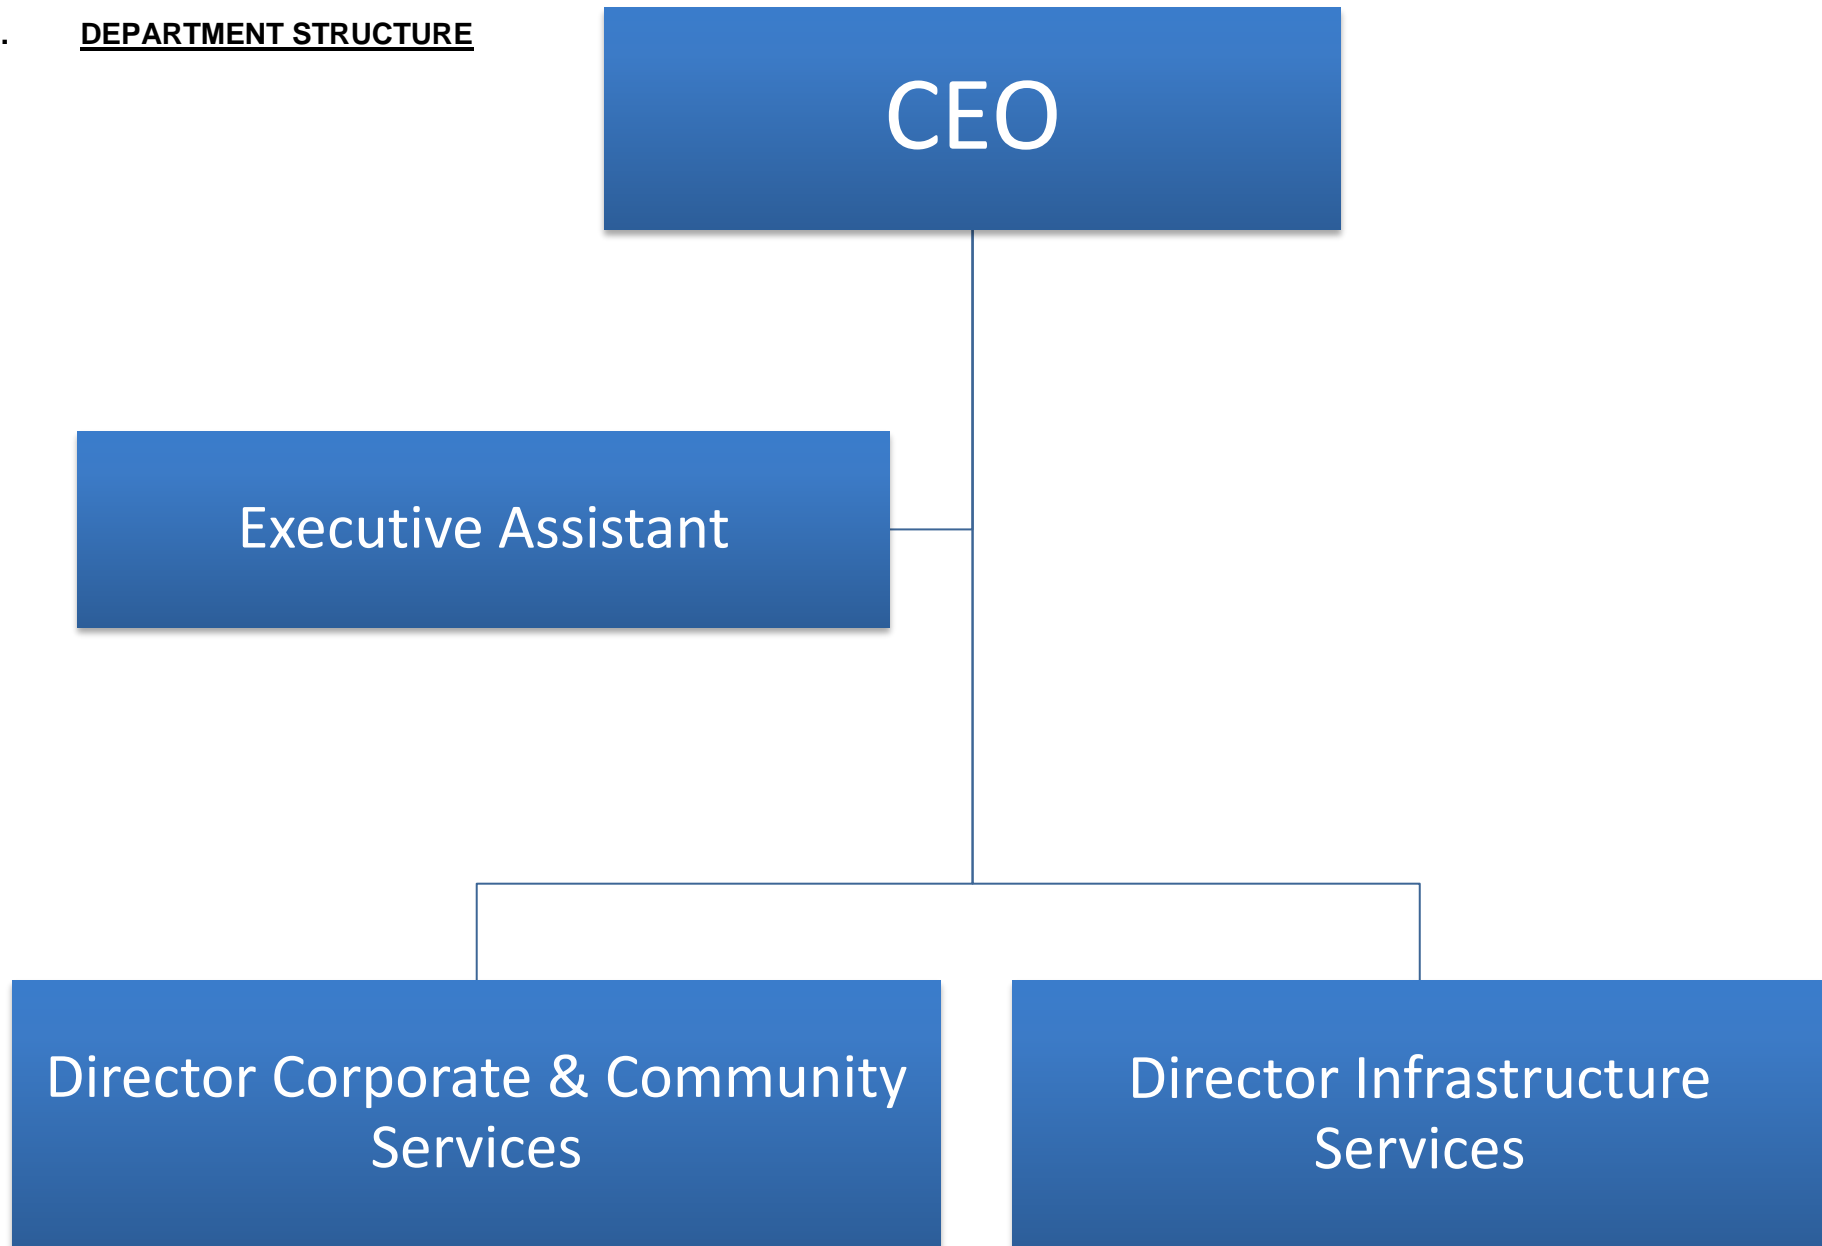 . DEPARTMENT STRUCTURE
CEO
Executive Assistant
Director Corporate & Community
Services
Director Infrastructure
Services